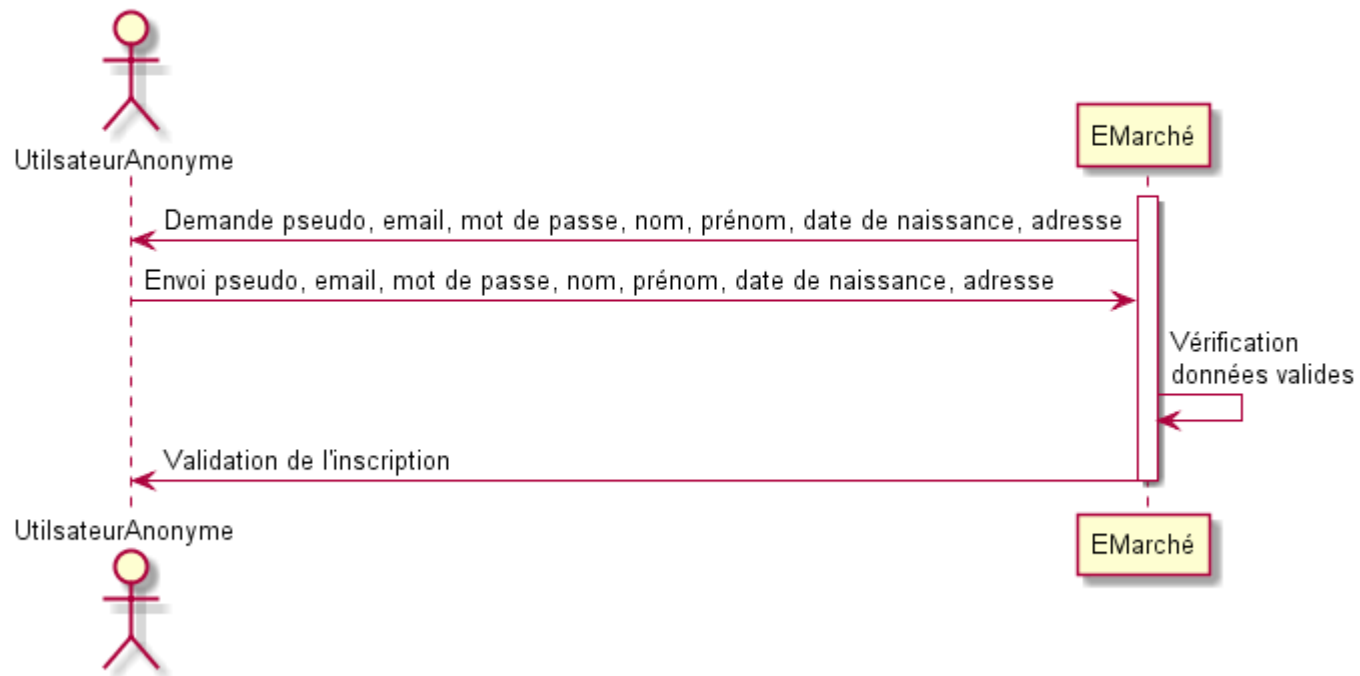 UtilsateurAnonyme
EMarché
Demande pseudo, email, mot de passe, nom, prénom, date de naissance, adresse
Envoi pseudo, email, mot de passe, nom, prénom, date de naissance, adresse
Vérification
données valides
Validation de l'inscription
UtilsateurAnonyme
EMarché